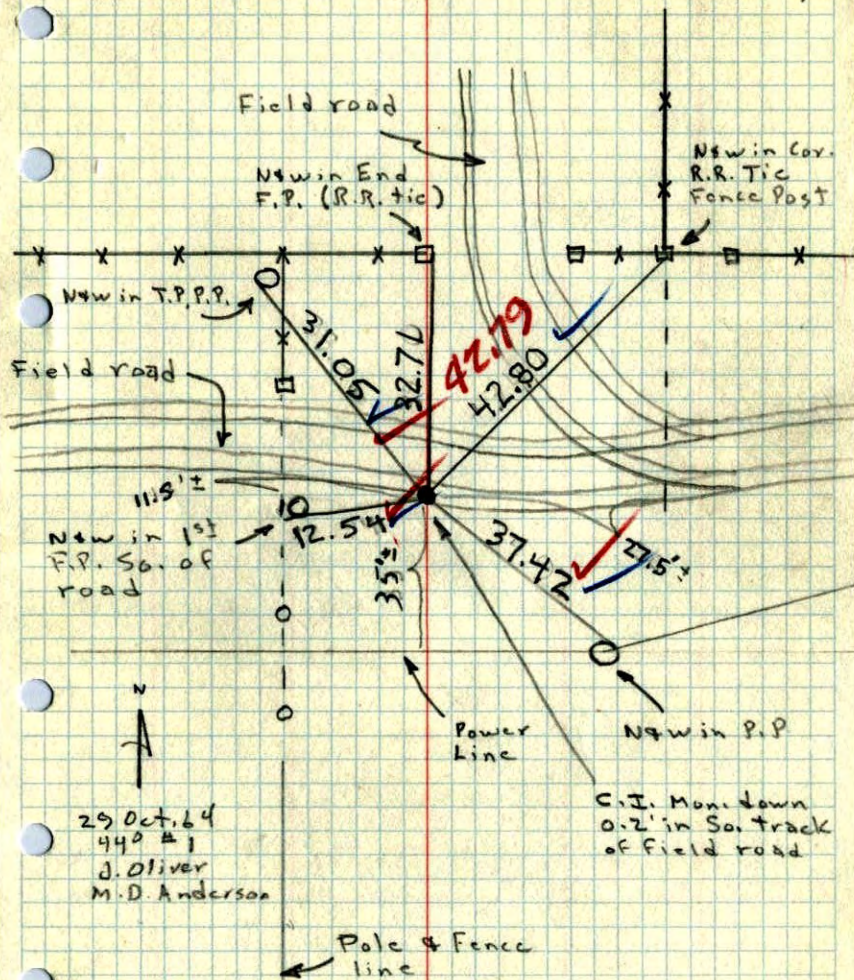 Field road
N&w in Cor.
R.R. Tie
Fence Post
N&w in End
F.P. (R.R. tie)
N&w in T.P.P.P.
31.05
42.79
42.80
Field road
11.5'±
12.54
N&w in 1st
F.P. So. of
road
35'±
37.42
27.5'±
N
Power
Line
N&w in P.P
C.I. Mon. down
0.2' in So. track
of field road
29 Oct. 64
44° #1
J. Oliver
M.D. Anderson
Pole & Fence
line